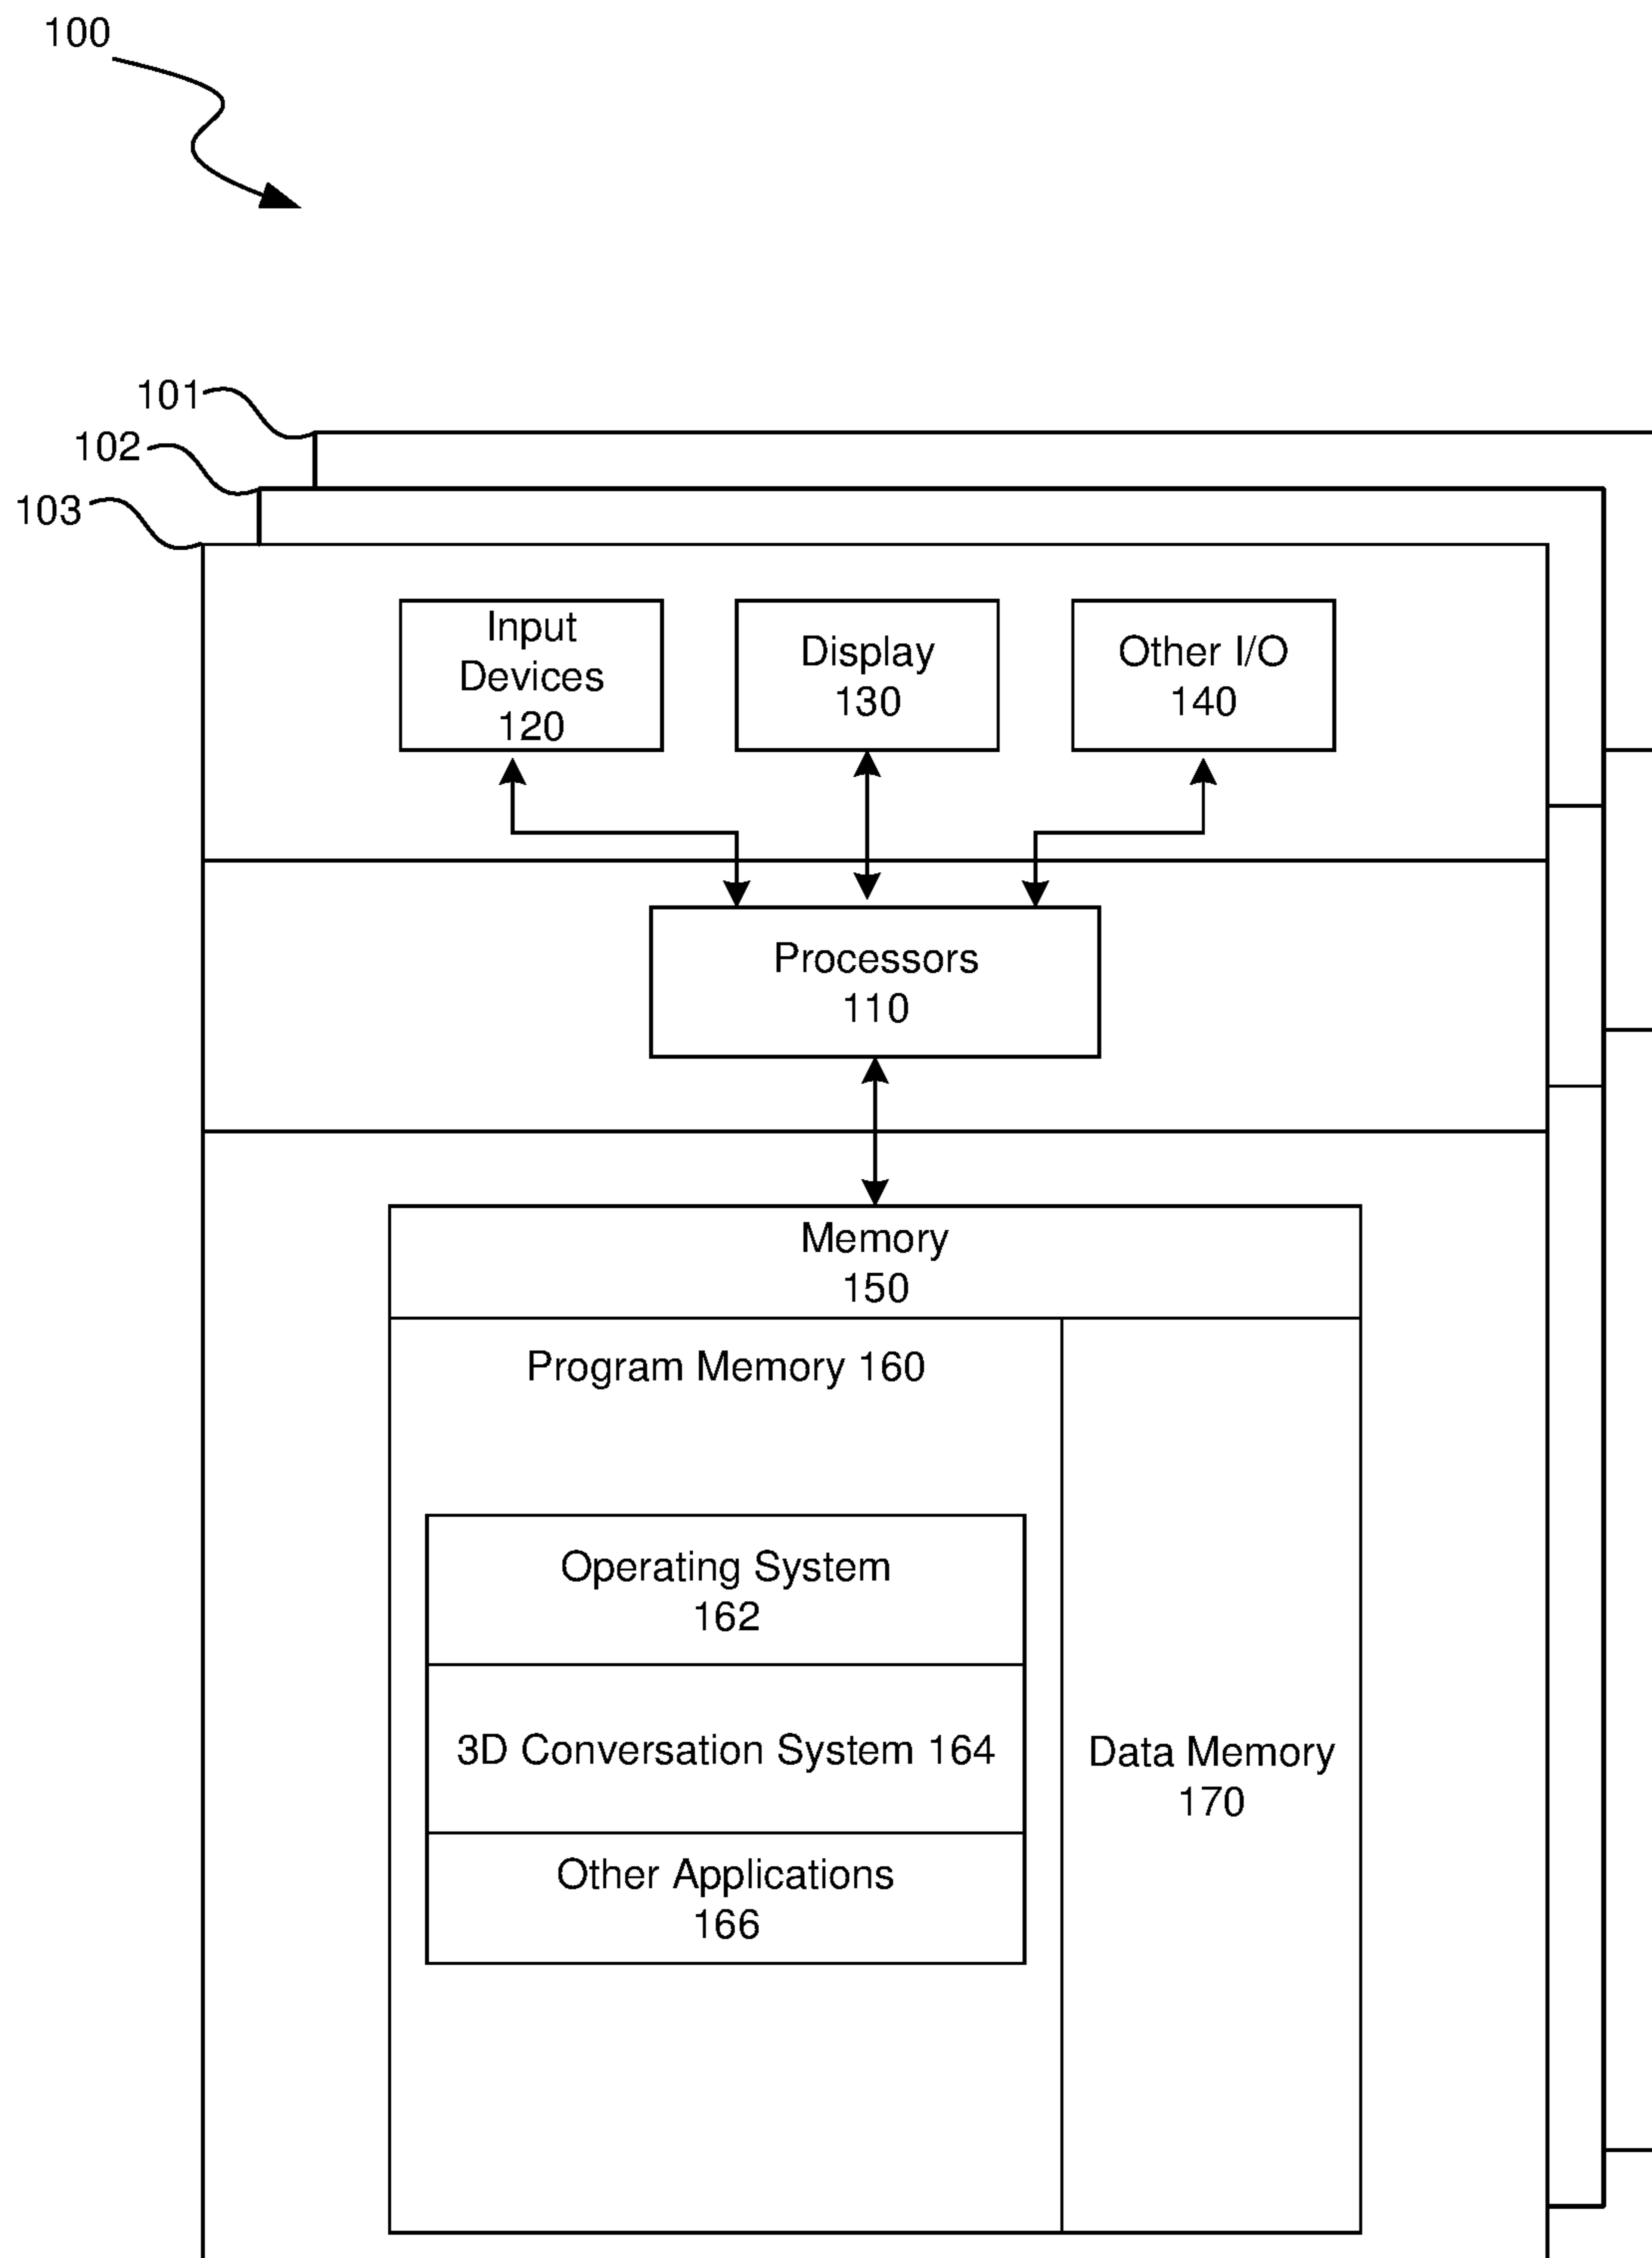 100
101
102
103
Input
Devices
120
Display
130
Other I/O
140
Processors
110
Memory
150
Program Memory 160
Operating System
162
3D Conversation System 164
Other Applications
166
Data Memory
170